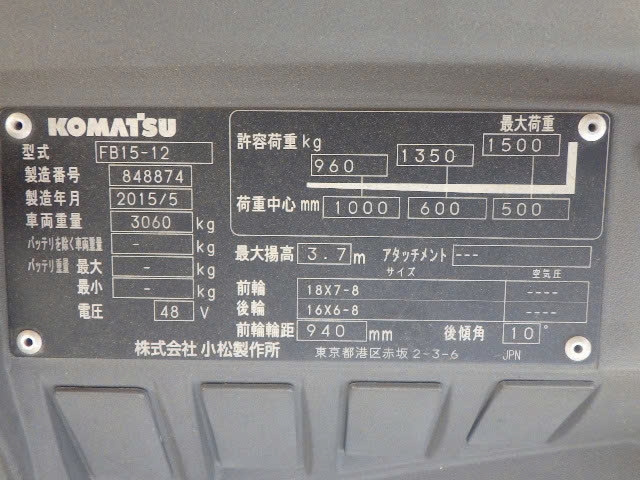 KOMATSU
型式 FB15-12
製造番号 848874
製造年月 2015/5
車両重量 3060 kg
バッテリを除く車両重量 - kg
バッテリ重量 最大 - kg
最小 - kg
電圧 48 V
最大荷重
許容荷重 kg 960 1350 1500
荷重中心 mm 1000 600 500
最大揚高 3.7 m アタッチメント ---
サイズ 空気圧
前輪 18X7-8 ----
後輪 16X6-8 ----
前輪輪距 940 mm 後傾角 10°
株式会社 小松製作所 東京都港区赤坂2-3-6 JPN